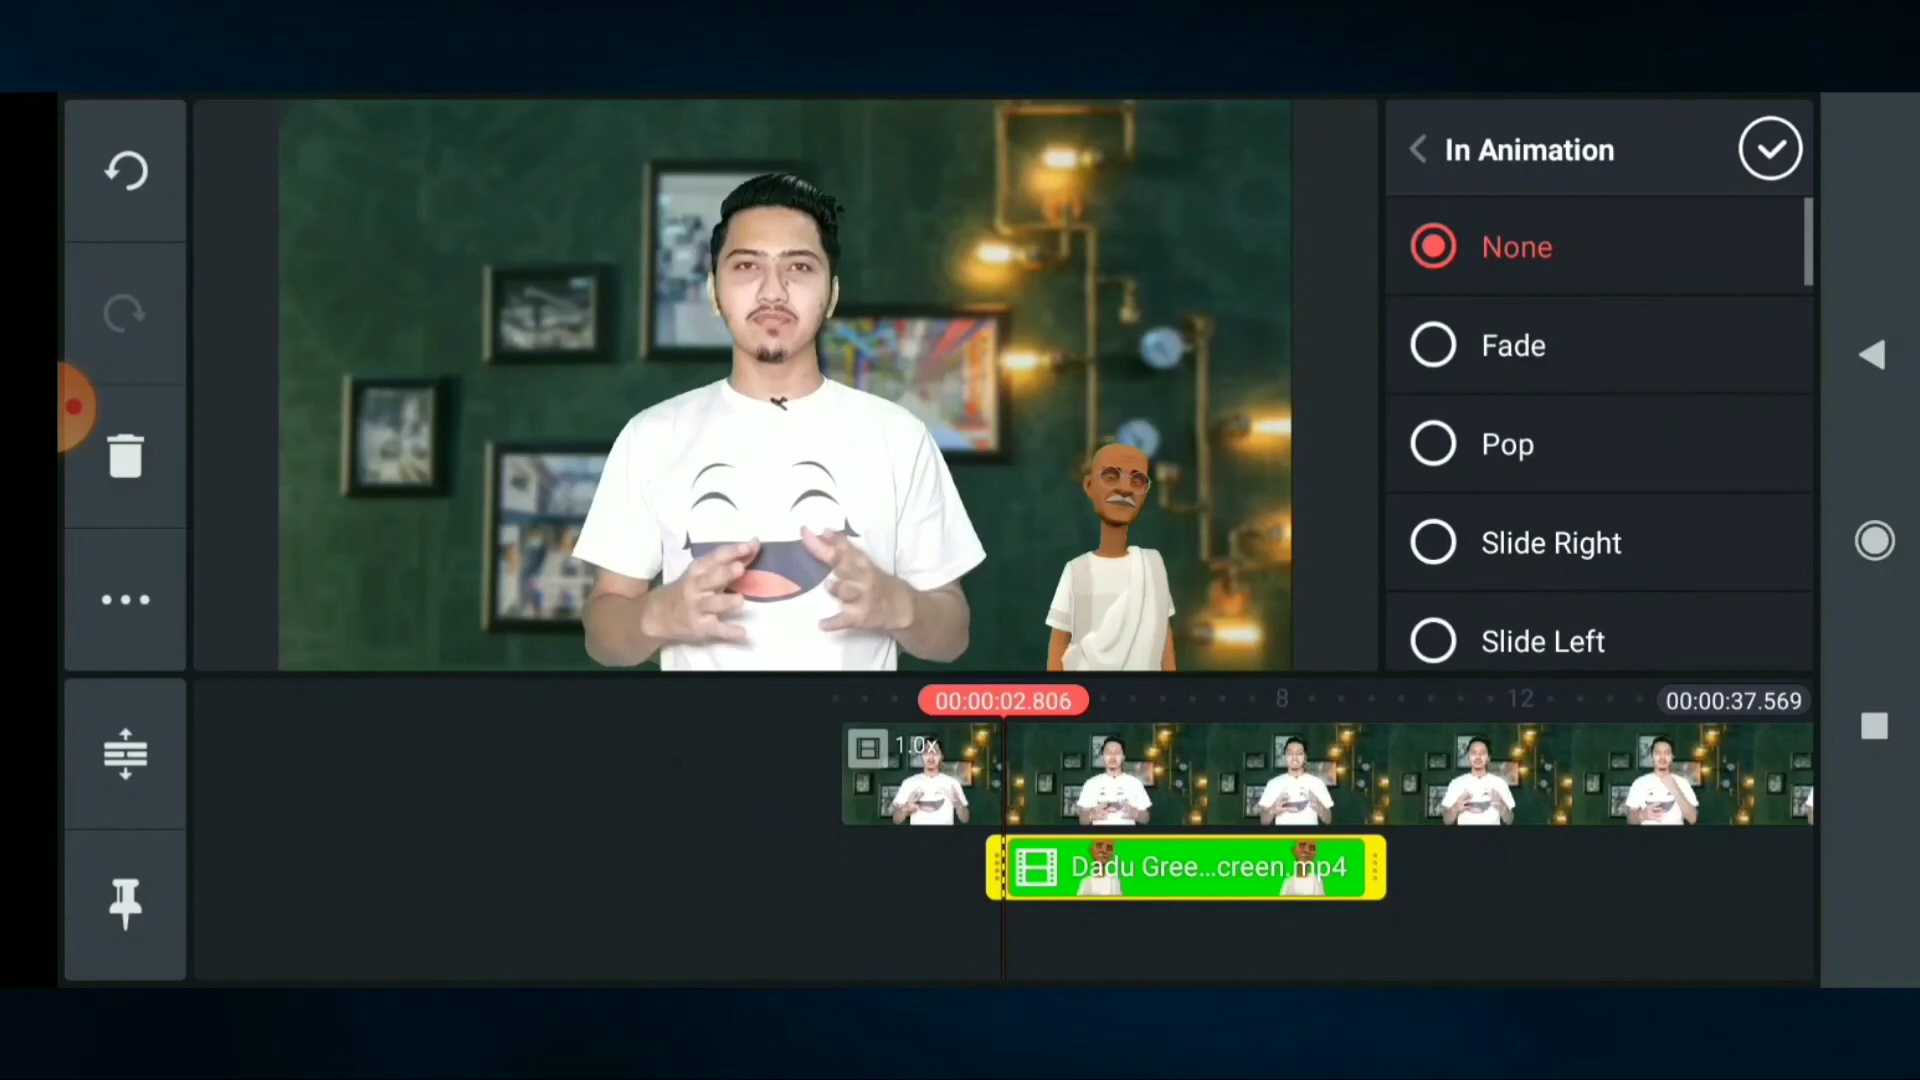 In Animation
None
Fade
Pop
Slide Right
Slide Left
00:00:02.806
8
12
00:00:37.569
1.0x
Dadu Gree...creen.mp4